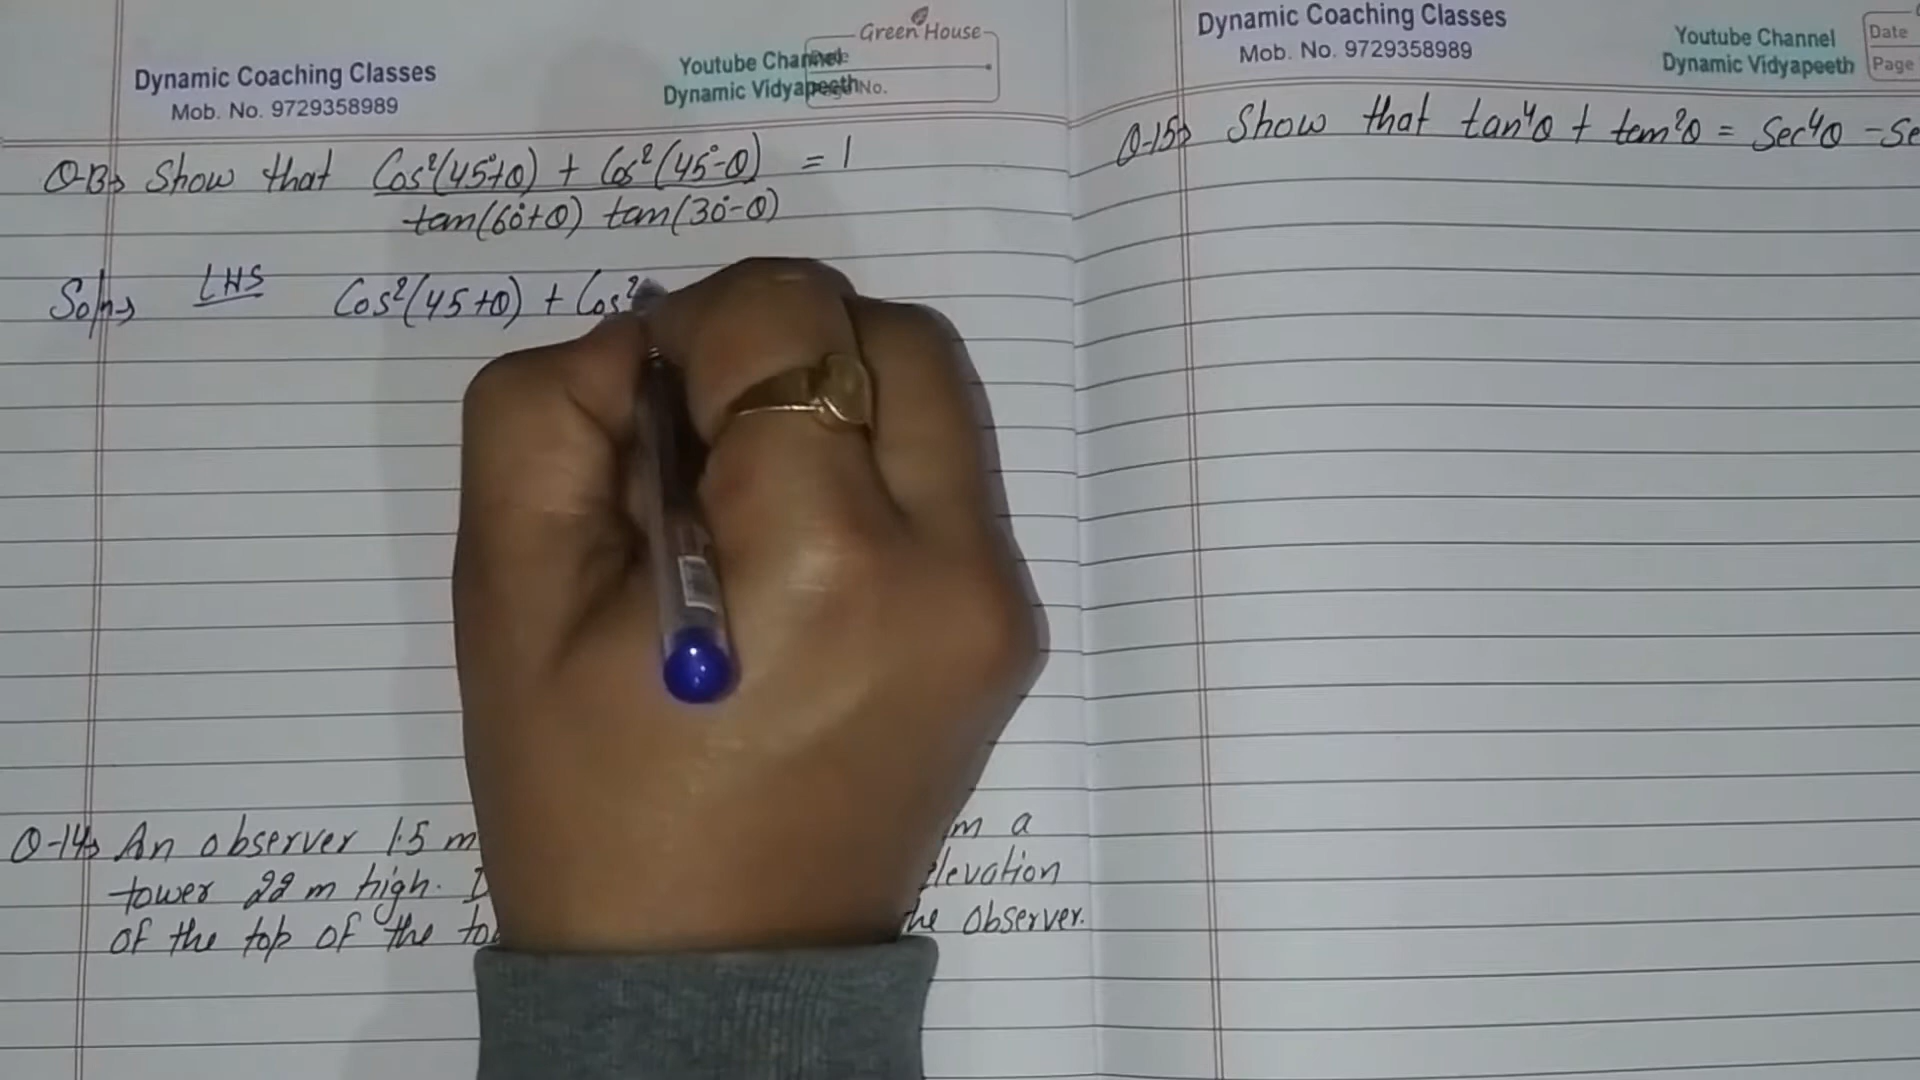 Dynamic Coaching Classes
Mob. No. 9729358989
Youtube Channel
Dynamic Vidyapeeth
Green House
No.
Q-13→ Show that Cos²(45°+θ) + Cos²(45°-θ) = 1
tan(60°+θ) tan(30°-θ)
Soln→ LHS Cos²(45+θ) + Cos²
Q-14→ An observer 1.5 m m a
tower 22 m high. elevation
of the top of the the observer.
Dynamic Coaching Classes
Mob. No. 9729358989
Youtube Channel
Dynamic Vidyapeeth
Date
Page
Q-15→ Show that tan⁴θ + tan²θ = Sec⁴θ - Se